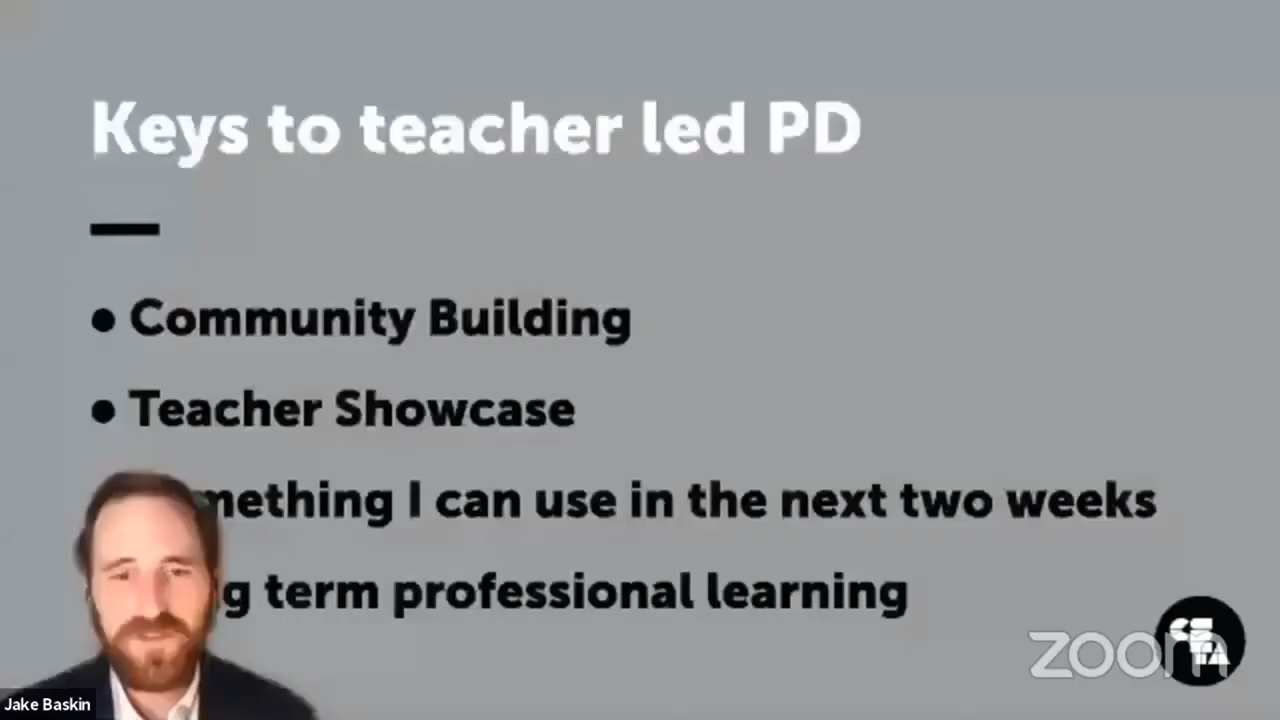 Keys to teacher led PD
• Community Building
• Teacher Showcase
mething I can use in the next two weeks
g term professional learning
zoom
CSTA
Jake Baskin